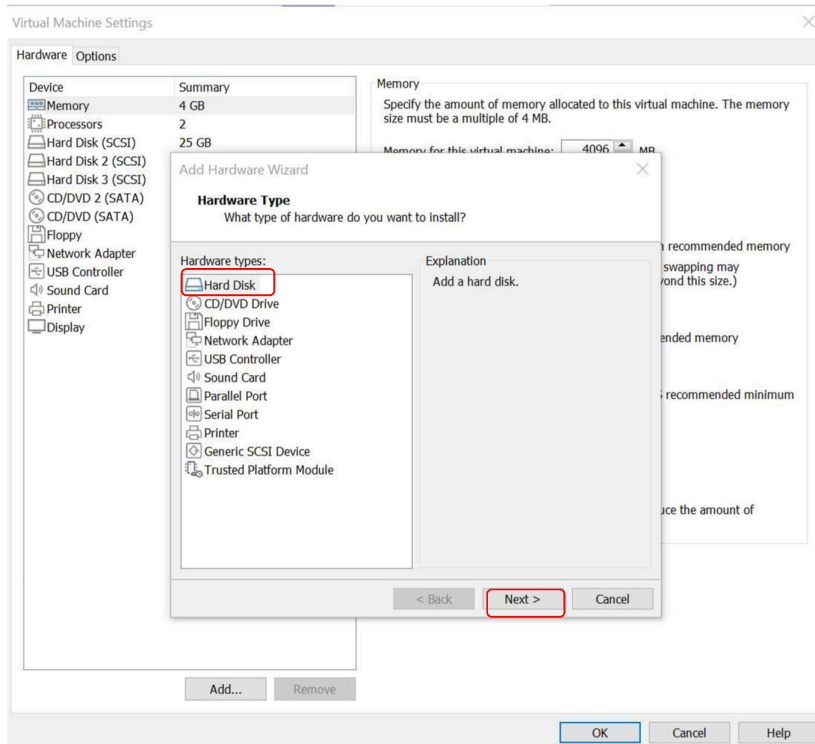 Virtual Machine Settings
Hardware Options
Device Summary
Memory 4 GB
Processors 2
Hard Disk (SCSI) 25 GB
Hard Disk 2 (SCSI)
Hard Disk 3 (SCSI)
CD/DVD 2 (SATA)
CD/DVD (SATA)
Floppy
Network Adapter
USB Controller
Sound Card
Printer
Display
Add... Remove
Memory
Specify the amount of memory allocated to this virtual machine. The memory
size must be a multiple of 4 MB.
Memory for this virtual machine: 4096 MB
recommended memory
swapping may
this size.)
memory
recommended minimum
the amount of
Add Hardware Wizard
Hardware Type
What type of hardware do you want to install?
Hardware types:
Hard Disk
CD/DVD Drive
Floppy Drive
Network Adapter
USB Controller
Sound Card
Parallel Port
Serial Port
Printer
Generic SCSI Device
Trusted Platform Module
Explanation
Add a hard disk.
< Back Next > Cancel
OK Cancel Help